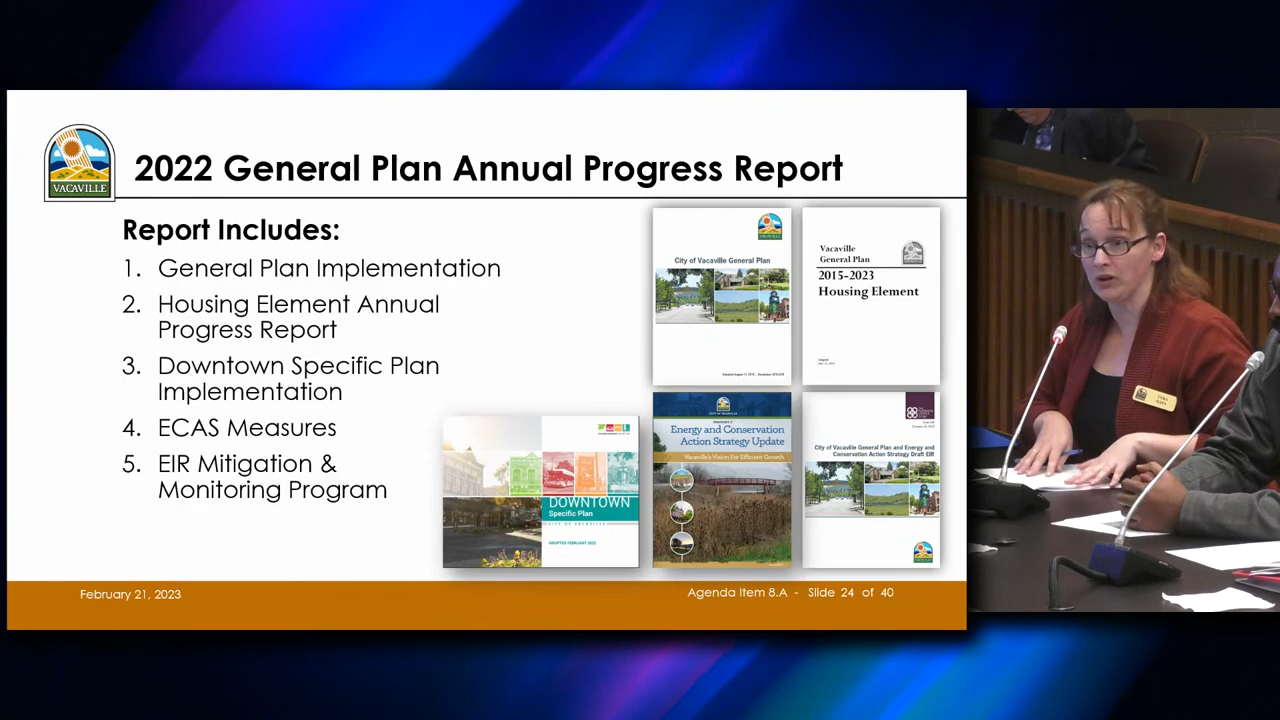 2022 General Plan Annual Progress Report
VACAVILLE
Report Includes:
1. General Plan Implementation
2. Housing Element Annual
Progress Report
3. Downtown Specific Plan
Implementation
4. ECAS Measures
5. EIR Mitigation &
Monitoring Program
City of Vacaville General Plan
Vacaville
General Plan
2015-2023
Housing Element
DOWNTOWN
Specific Plan
CITY OF VACAVILLE
ADOPTED FEBRUARY 2022
Energy and Conservation
Action Strategy Update
Vacaville's Vision for Efficient Growth
City of Vacaville General Plan and Energy and
Conservation Action Strategy Draft EIR
February 21, 2023
Agenda Item 8.A - Slide 24 of 40